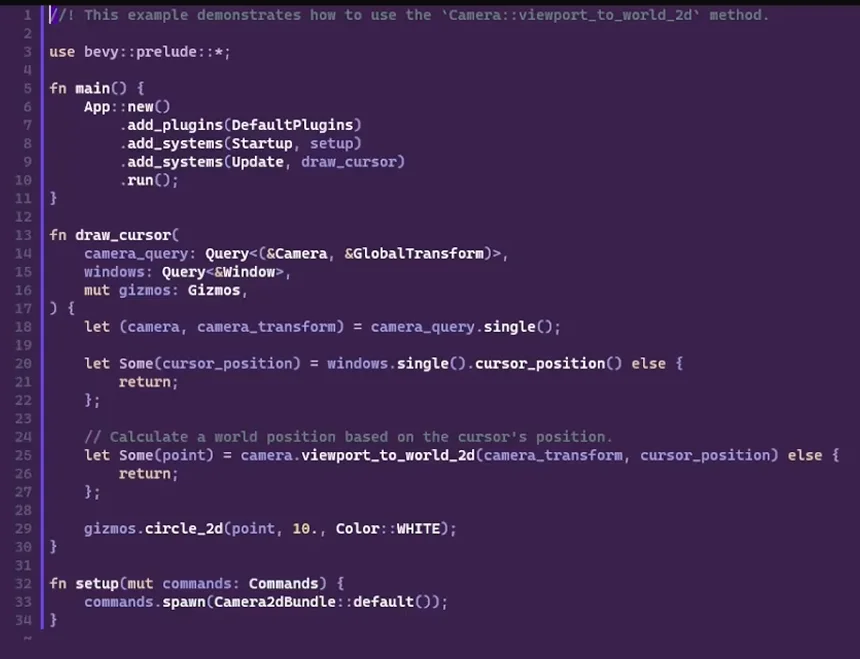 1 //! This example demonstrates how to use the `Camera::viewport_to_world_2d` method.
2
3 use bevy::prelude::*;
4
5 fn main() {
6     App::new()
7         .add_plugins(DefaultPlugins)
8         .add_systems(Startup, setup)
9         .add_systems(Update, draw_cursor)
10         .run();
11 }
12
13 fn draw_cursor(
14     camera_query: Query<(&Camera, &GlobalTransform)>,
15     windows: Query<&Window>,
16     mut gizmos: Gizmos,
17 ) {
18     let (camera, camera_transform) = camera_query.single();
19
20     let Some(cursor_position) = windows.single().cursor_position() else {
21         return;
22     };
23
24     // Calculate a world position based on the cursor's position.
25     let Some(point) = camera.viewport_to_world_2d(camera_transform, cursor_position) else {
26         return;
27     };
28
29     gizmos.circle_2d(point, 10., Color::WHITE);
30 }
31
32 fn setup(mut commands: Commands) {
33     commands.spawn(Camera2dBundle::default());
34 }
~